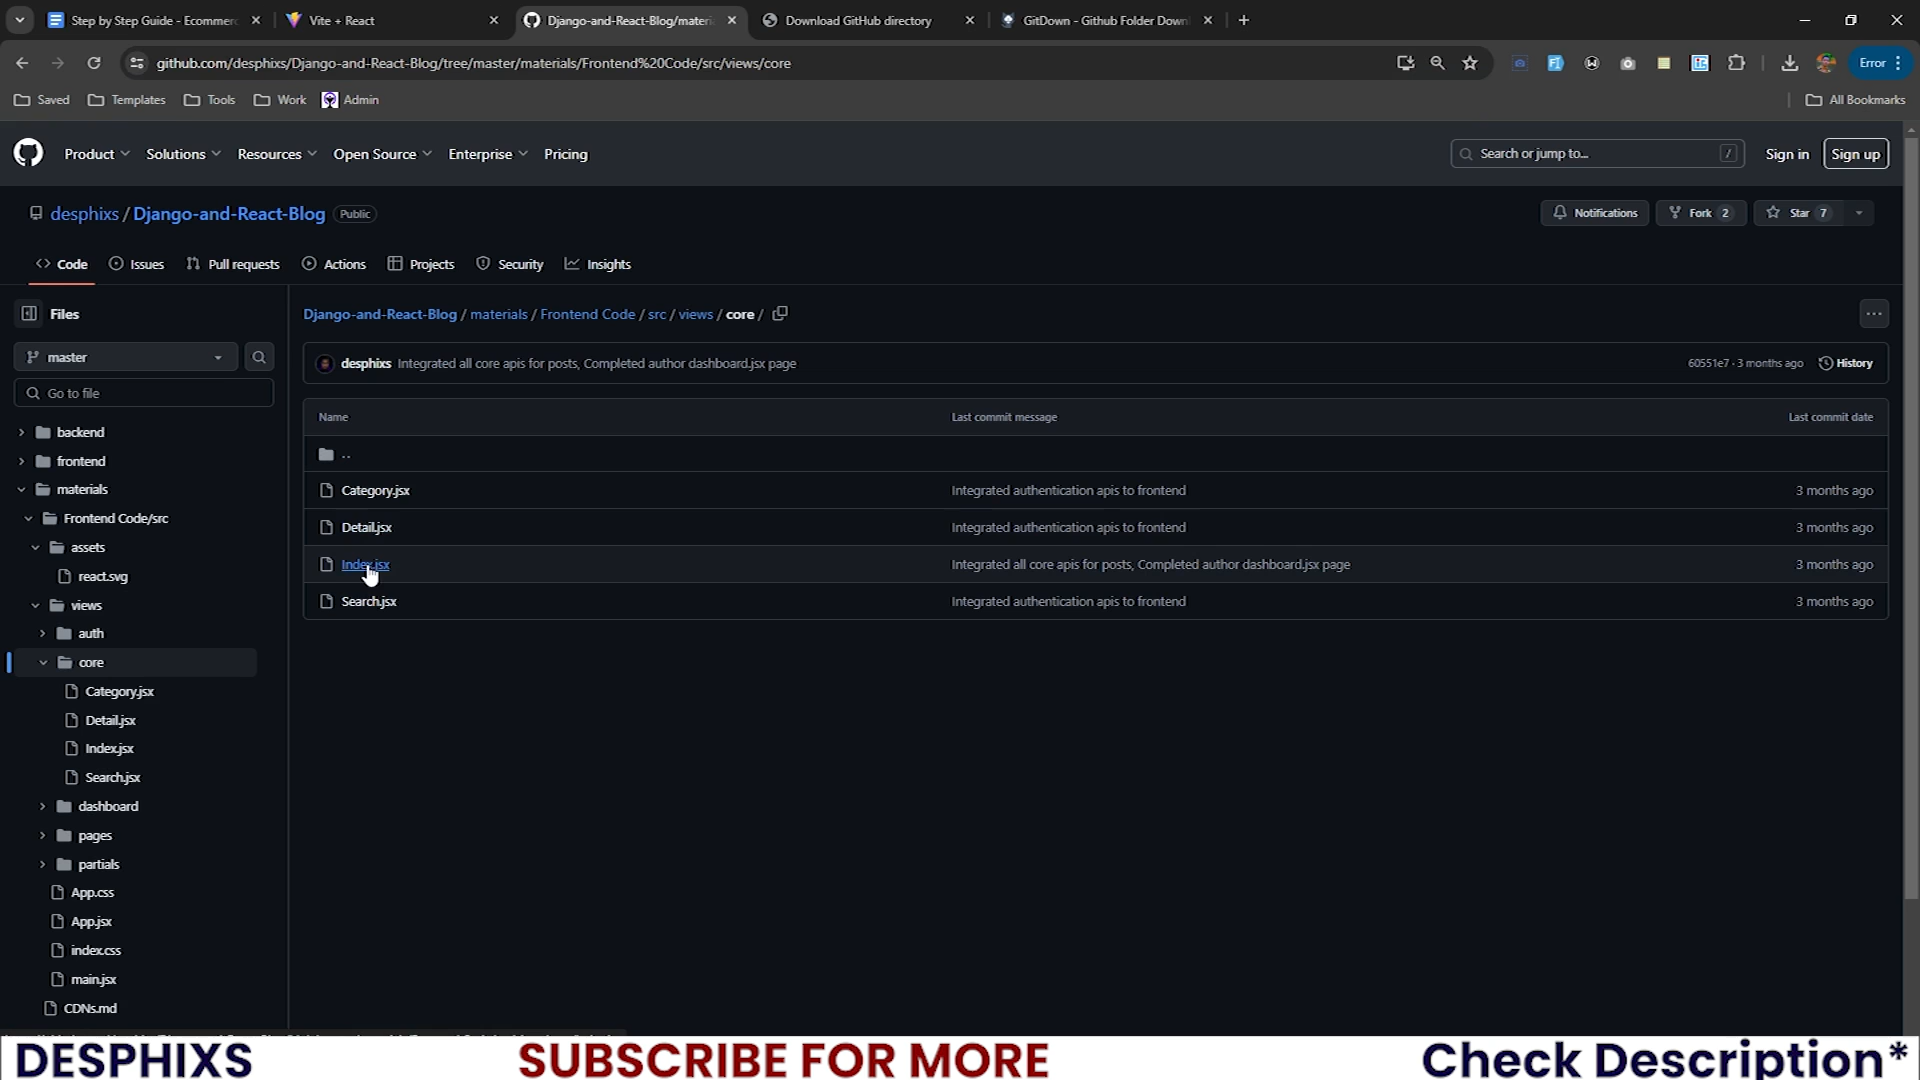 Step by Step Guide - Ecommerc
Vite + React
Django-and-React-Blog/materi
Download GitHub directory
GitDown - Github Folder Down
github.com/desphixs/Django-and-React-Blog/tree/master/materials/Frontend%20Code/src/views/core
Error
Saved
Templates
Tools
Work
Admin
All Bookmarks
Product
Solutions
Resources
Open Source
Enterprise
Pricing
Search or jump to...
/
Sign in
Sign up
desphixs / Django-and-React-Blog
Public
Notifications
Fork 2
Star 7
Code
Issues
Pull requests
Actions
Projects
Security
Insights
Files
master
Go to file
backend
frontend
materials
Frontend Code/src
assets
react.svg
views
auth
core
Category.jsx
Detail.jsx
Index.jsx
Search.jsx
dashboard
pages
partials
App.css
App.jsx
index.css
main.jsx
CDNs.md
Django-and-React-Blog / materials / Frontend Code / src / views / core /
desphixs Integrated all core apis for posts, Completed author dashboard.jsx page
60551e7 · 3 months ago
History
Name Last commit message Last commit date
..
Category.jsx Integrated authentication apis to frontend 3 months ago
Detail.jsx Integrated authentication apis to frontend 3 months ago
Index.jsx Integrated all core apis for posts, Completed author dashboard.jsx page 3 months ago
Search.jsx Integrated authentication apis to frontend 3 months ago
DESPHIXS
SUBSCRIBE FOR MORE
Check Description*